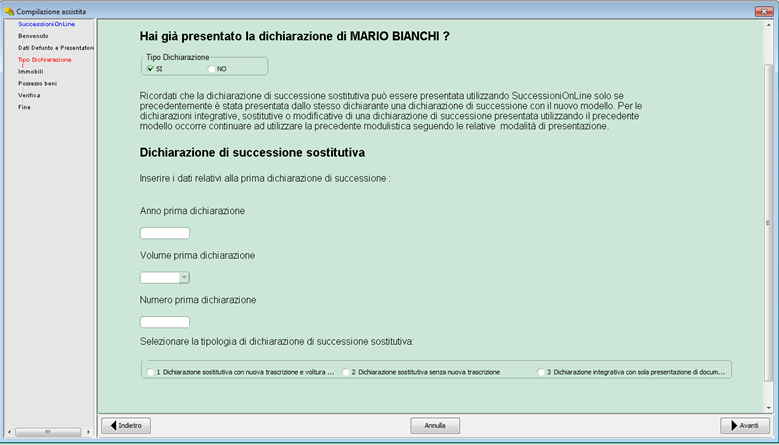 Compilazione assistita
SuccessioniOnLine
Benvenuto
Dati Defunto e Presentatore
Tipo Dichiarazione
Immobili
Possesso beni
Verifica
Fine
Hai già presentato la dichiarazione di MARIO BIANCHI ?
Tipo Dichiarazione
SI NO
Ricordati che la dichiarazione di successione sostitutiva può essere presentata utilizzando SuccessioniOnLine solo se
precedentemente è stata presentata dallo stesso dichiarante una dichiarazione di successione con il nuovo modello. Per le
dichiarazioni integrative, sostitutive o modificative di una dichiarazione di successione presentata utilizzando il precedente
modello occorre continuare ad utilizzare la precedente modulistica seguendo le relative modalità di presentazione.
Dichiarazione di successione sostitutiva
Inserire i dati relativi alla prima dichiarazione di successione :
Anno prima dichiarazione
Volume prima dichiarazione
Numero prima dichiarazione
Selezionare la tipologia di dichiarazione di successione sostitutiva:
1 Dichiarazione sostitutiva con nuova trascrizione e voltura ... 2 Dichiarazione sostitutiva senza nuova trascrizione 3 Dichiarazione integrativa con sola presentazione di docum...
Indietro Annulla Avanti